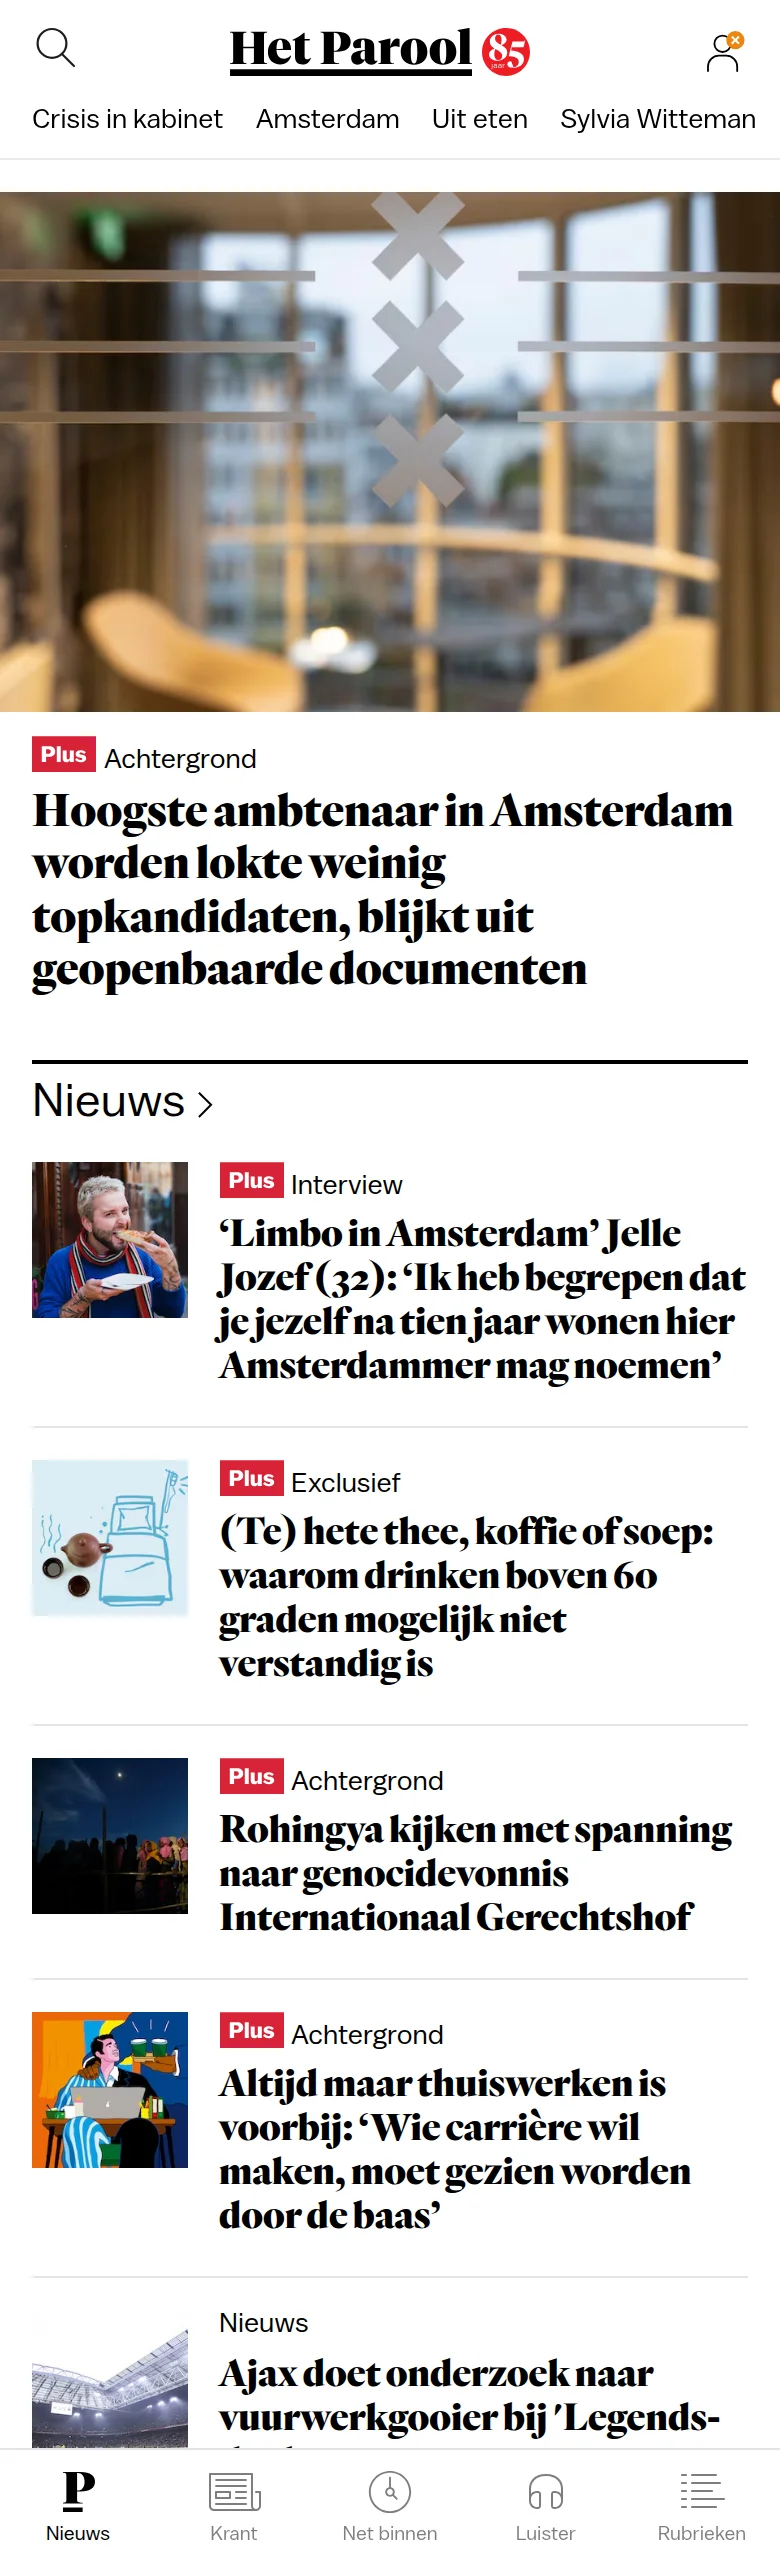 Het Parool 85 jaar
Crisis in kabinet Amsterdam Uit eten Sylvia Witteman
Plus Achtergrond
Hoogste ambtenaar in Amsterdam
worden lokte weinig
topkandidaten, blijkt uit
geopenbaarde documenten
Nieuws
Plus Interview
‘Limbo in Amsterdam’ Jelle
Jozef (32): ‘Ik heb begrepen dat
je jezelf na tien jaar wonen hier
Amsterdammer mag noemen’
Plus Exclusief
(Te) hete thee, koffie of soep:
waarom drinken boven 60
graden mogelijk niet
verstandig is
Plus Achtergrond
Rohingya kijken met spanning
naar genocidevonnis
Internationaal Gerechtshof
Plus Achtergrond
Altijd maar thuiswerken is
voorbij: ‘Wie carrière wil
maken, moet gezien worden
door de baas’
Nieuws
Ajax doet onderzoek naar
vuurwerkgooier bij 'Legends-
P
Nieuws Krant Net binnen Luister Rubrieken